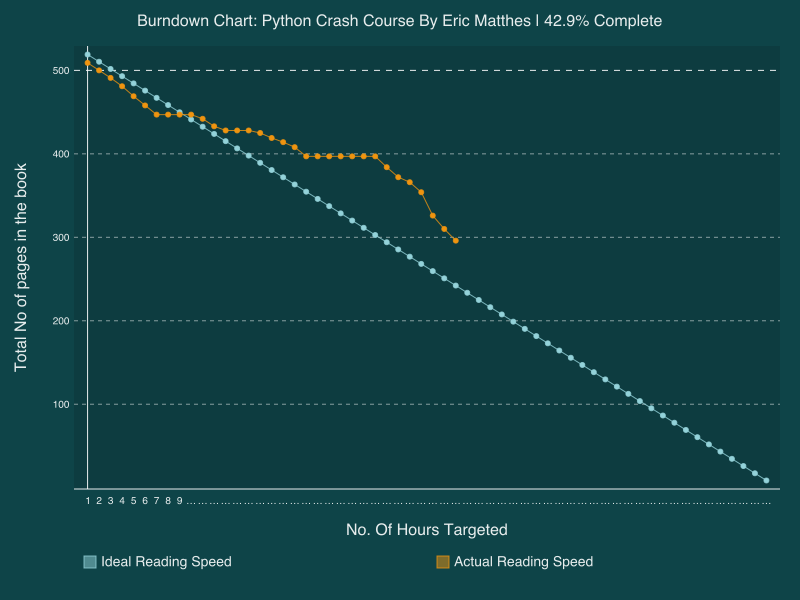 Burndown Chart: Python Crash Course By Eric Matthes | 42.9% Complete
Total No of pages in the book
500
400
300
200
100
1 2 3 4 5 6 7 8 9 ... ... ... ... ... ... ... ... ... ... ... ... ... ... ... ... ... ... ... ... ... ... ... ... ... ... ... ... ... ... ... ... ... ... ... ... ... ... ... ... ... ... ... ... ... ... ... ... ... ... ...
No. Of Hours Targeted
Ideal Reading Speed
Actual Reading Speed